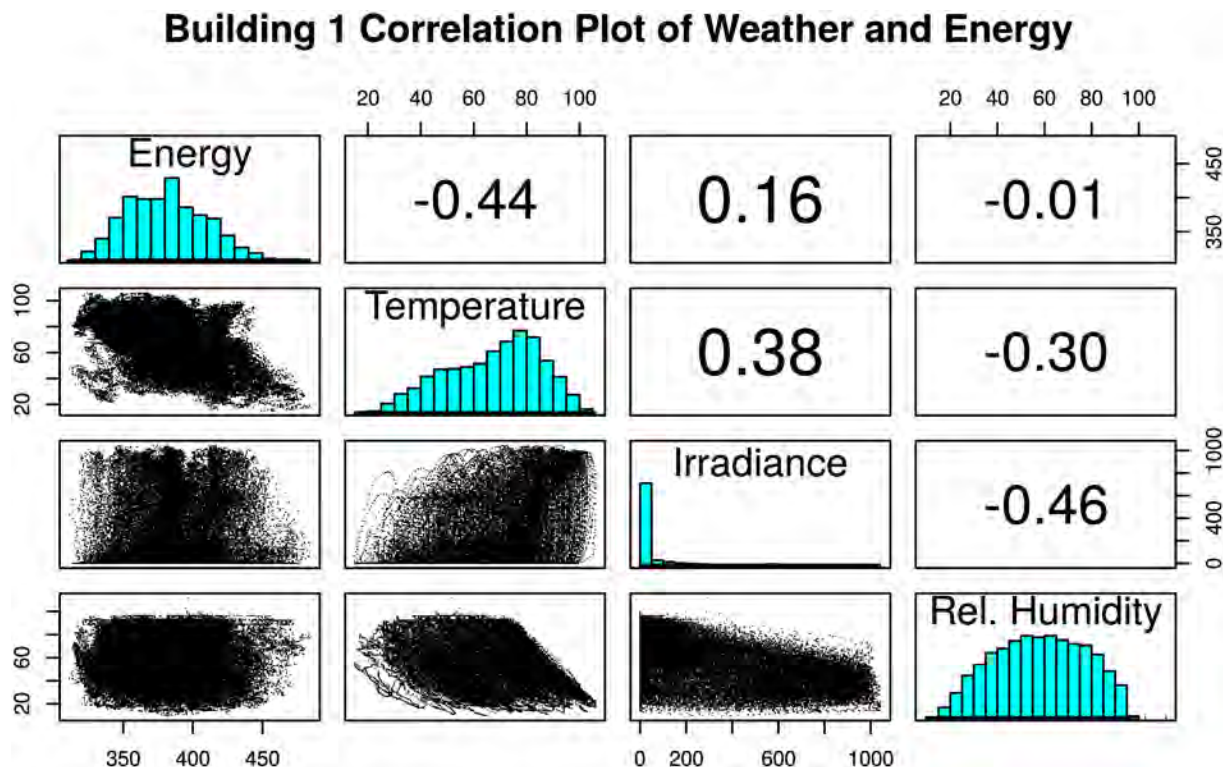 Building 1 Correlation Plot of Weather and Energy
20 40 60 80 100
20 40 60 80 100
Energy
-0.44
0.16
-0.01
350 450
20 60 100
Temperature
0.38
-0.30
Irradiance
-0.46
0 400 1000
20 60
Rel. Humidity
350 400 450
0 200 600 1000